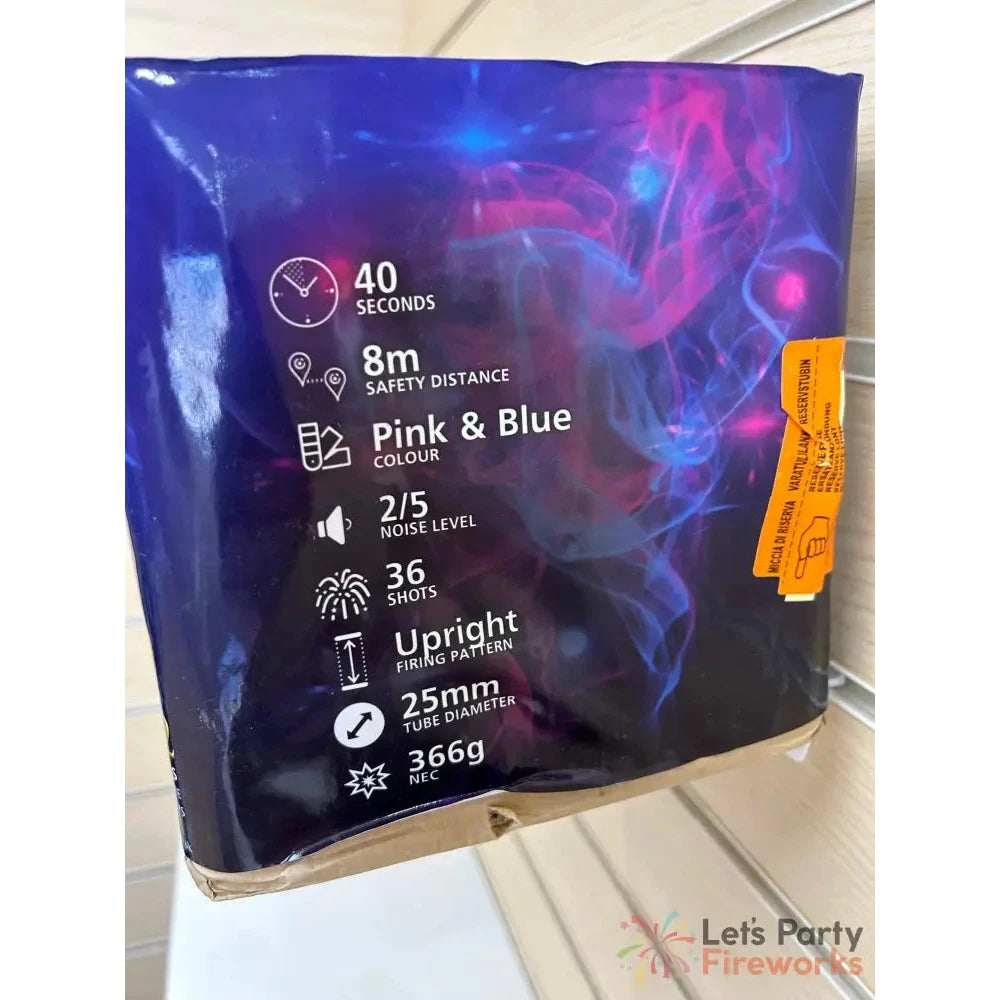 40
SECONDS
8m
SAFETY DISTANCE
Pink & Blue
COLOUR
2/5
NOISE LEVEL
36
SHOTS
Upright
FIRING PATTERN
25mm
TUBE DIAMETER
366g
NEC
MICCIA DI RISERVA
RESERVSTUBIN
Let's Party
Fireworks